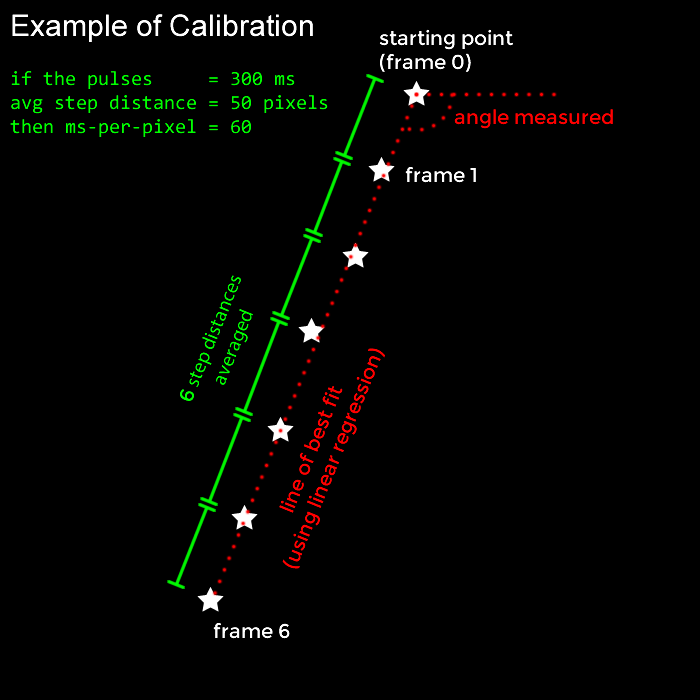 Example of Calibration
if the pulses = 300 ms
avg step distance = 50 pixels
then ms-per-pixel = 60
starting point
(frame 0)
angle measured
frame 1
6 step distances
averaged
line of best fit
(using linear regression)
frame 6